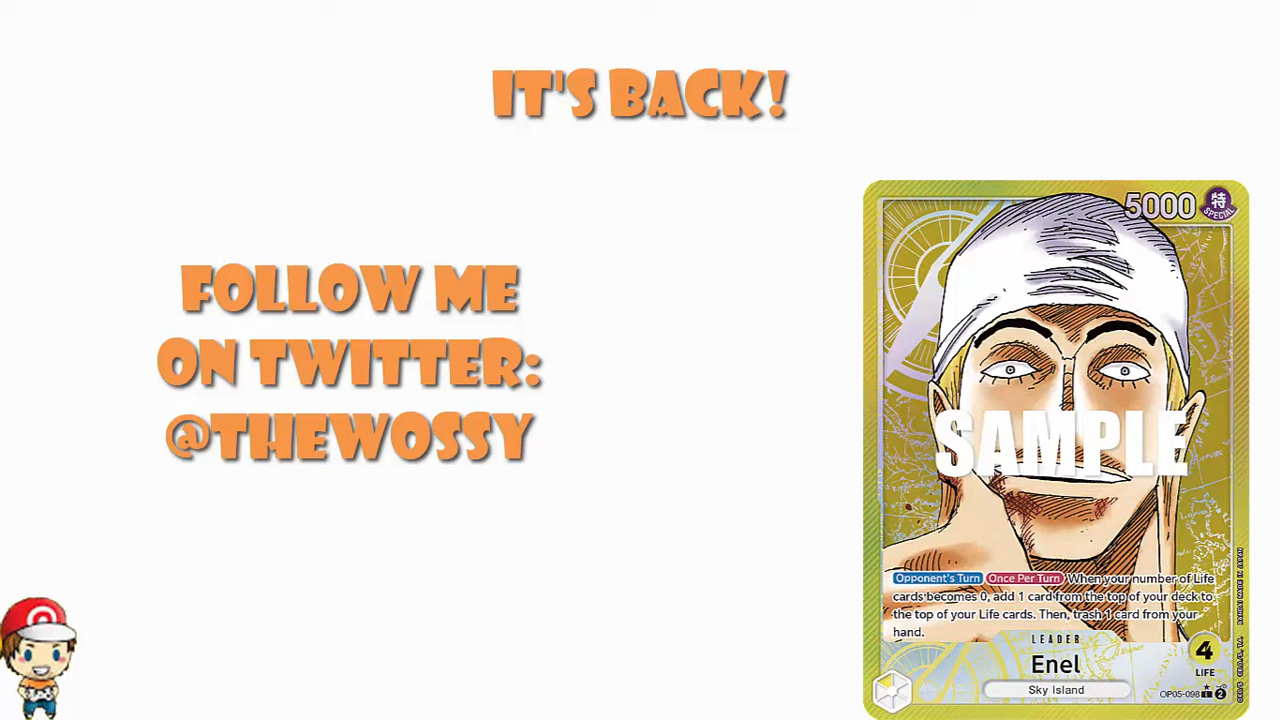 IT'S BACK!
FOLLOW ME
ON TWITTER:
@THEWOSSY
5000
特
SPECIAL
SAMPLE
Opponent's Turn Once Per Turn When your number of Life
cards becomes 0, add 1 card from the top of your deck to
the top of your Life cards. Then, trash 1 card from your
hand.
LEADER
Enel
Sky Island
4
LIFE
OP05-098 L 2